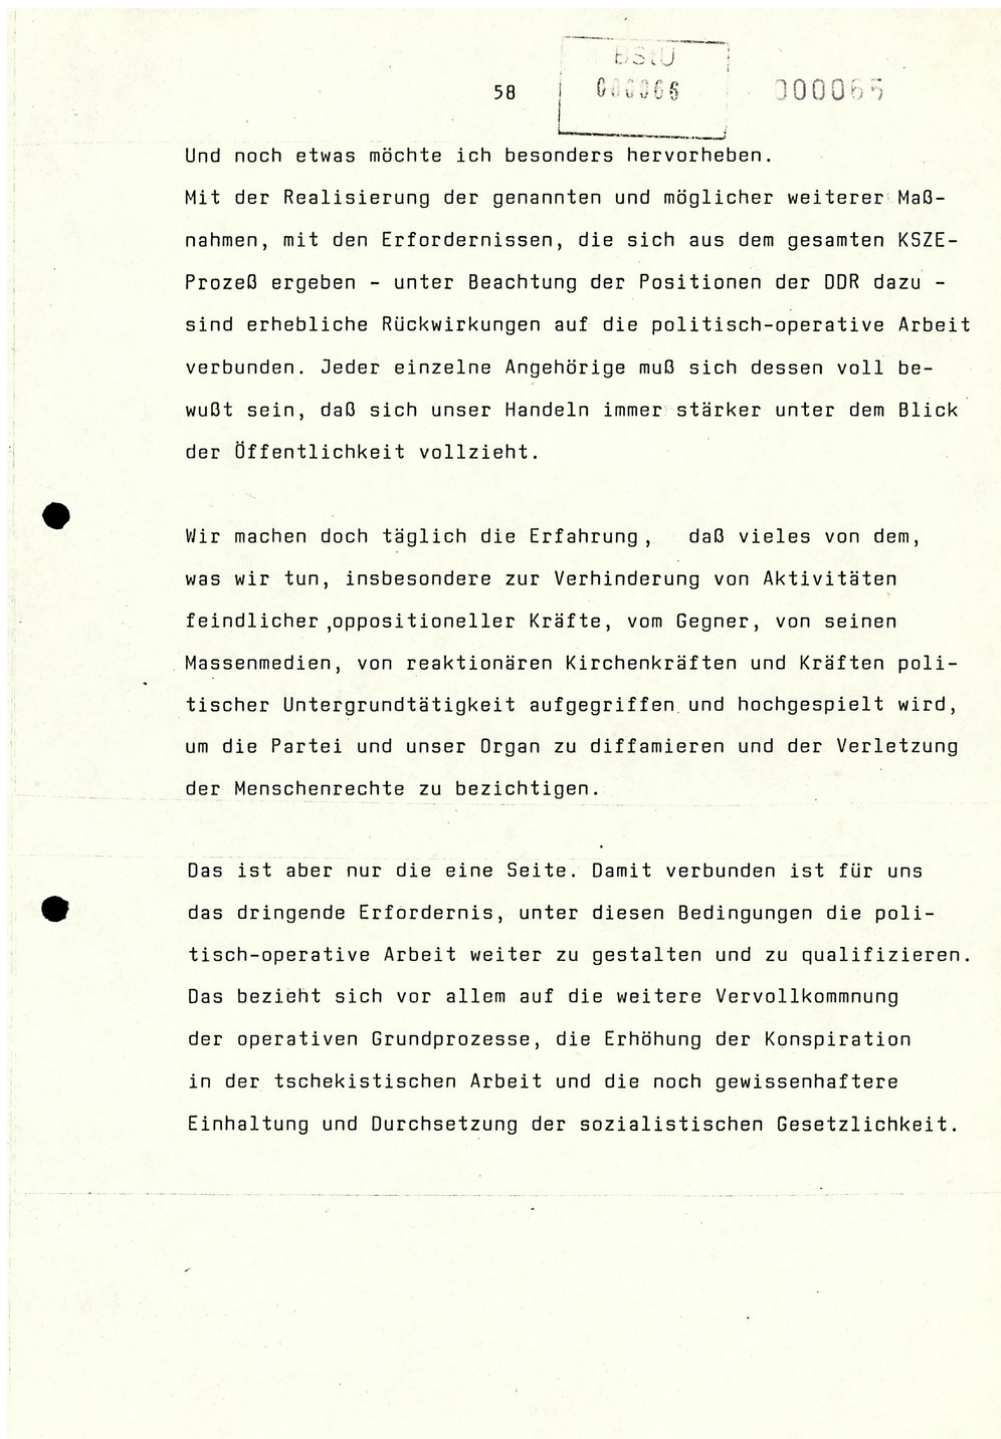 BStU
58 000066 000065
Und noch etwas möchte ich besonders hervorheben.
Mit der Realisierung der genannten und möglicher weiterer Maß-
nahmen, mit den Erfordernissen, die sich aus dem gesamten KSZE-
Prozeß ergeben - unter Beachtung der Positionen der DDR dazu -
sind erhebliche Rückwirkungen auf die politisch-operative Arbeit
verbunden. Jeder einzelne Angehörige muß sich dessen voll be-
wußt sein, daß sich unser Handeln immer stärker unter dem Blick
der Öffentlichkeit vollzieht.
Wir machen doch täglich die Erfahrung, daß vieles von dem,
was wir tun, insbesondere zur Verhinderung von Aktivitäten
feindlicher ,oppositioneller Kräfte, vom Gegner, von seinen
Massenmedien, von reaktionären Kirchenkräften und Kräften poli-
tischer Untergrundtätigkeit aufgegriffen und hochgespielt wird,
um die Partei und unser Organ zu diffamieren und der Verletzung
der Menschenrechte zu bezichtigen.
Das ist aber nur die eine Seite. Damit verbunden ist für uns
das dringende Erfordernis, unter diesen Bedingungen die poli-
tisch-operative Arbeit weiter zu gestalten und zu qualifizieren.
Das bezieht sich vor allem auf die weitere Vervollkommnung
der operativen Grundprozesse, die Erhöhung der Konspiration
in der tschekistischen Arbeit und die noch gewissenhaftere
Einhaltung und Durchsetzung der sozialistischen Gesetzlichkeit.